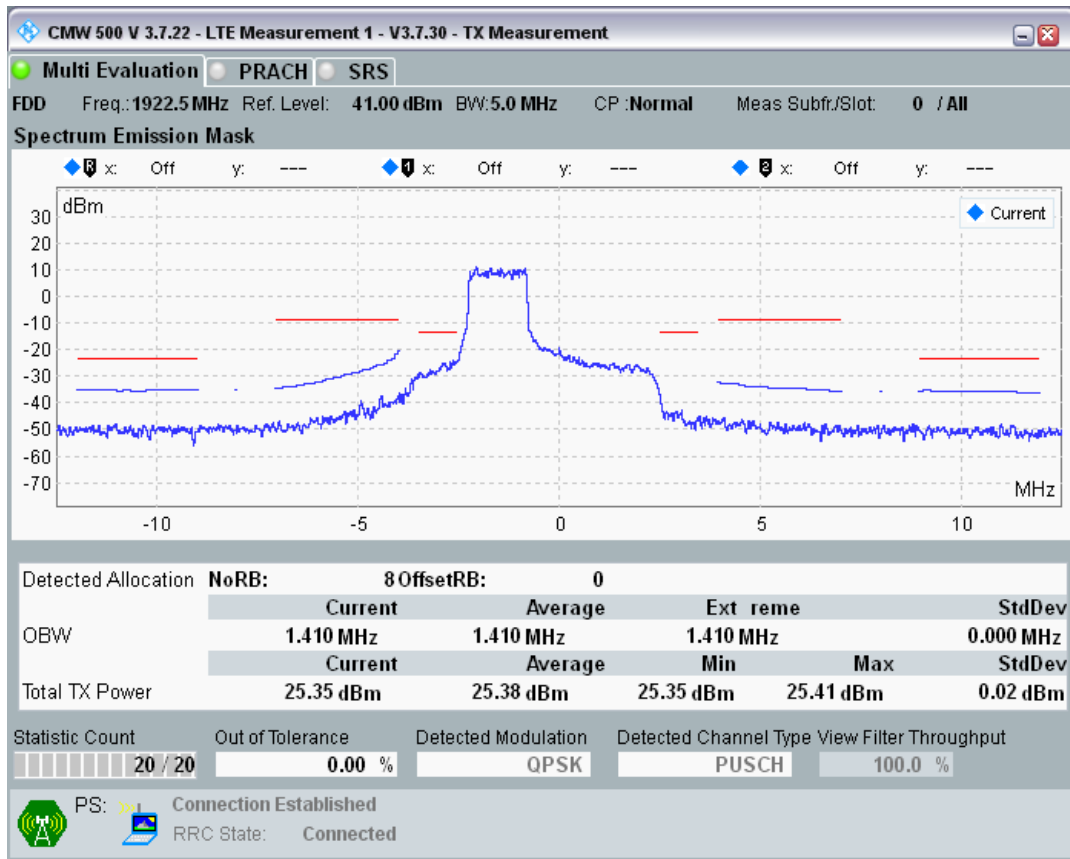 CMW 500 V 3.7.22 - LTE Measurement 1 - V3.7.30 - TX Measurement
Multi Evaluation PRACH SRS
FDD Freq.: 1922.5 MHz Ref. Level: 41.00 dBm BW: 5.0 MHz CP : Normal Meas Subfr./Slot: 0 / All
Spectrum Emission Mask
R x: Off y: --- 1 x: Off y: --- 2 x: Off y: ---
dBm
Current
30
20
10
0
-10
-20
-30
-40
-50
-60
-70
MHz
-10 -5 0 5 10
Detected Allocation NoRB: 8 OffsetRB: 0
Current Average Ext reme StdDev
OBW 1.410 MHz 1.410 MHz 1.410 MHz 0.000 MHz
Current Average Min Max StdDev
Total TX Power 25.35 dBm 25.38 dBm 25.35 dBm 25.41 dBm 0.02 dBm
Statistic Count Out of Tolerance Detected Modulation Detected Channel Type View Filter Throughput
20 / 20 0.00 % QPSK PUSCH 100.0 %
PS: Connection Established
RRC State: Connected